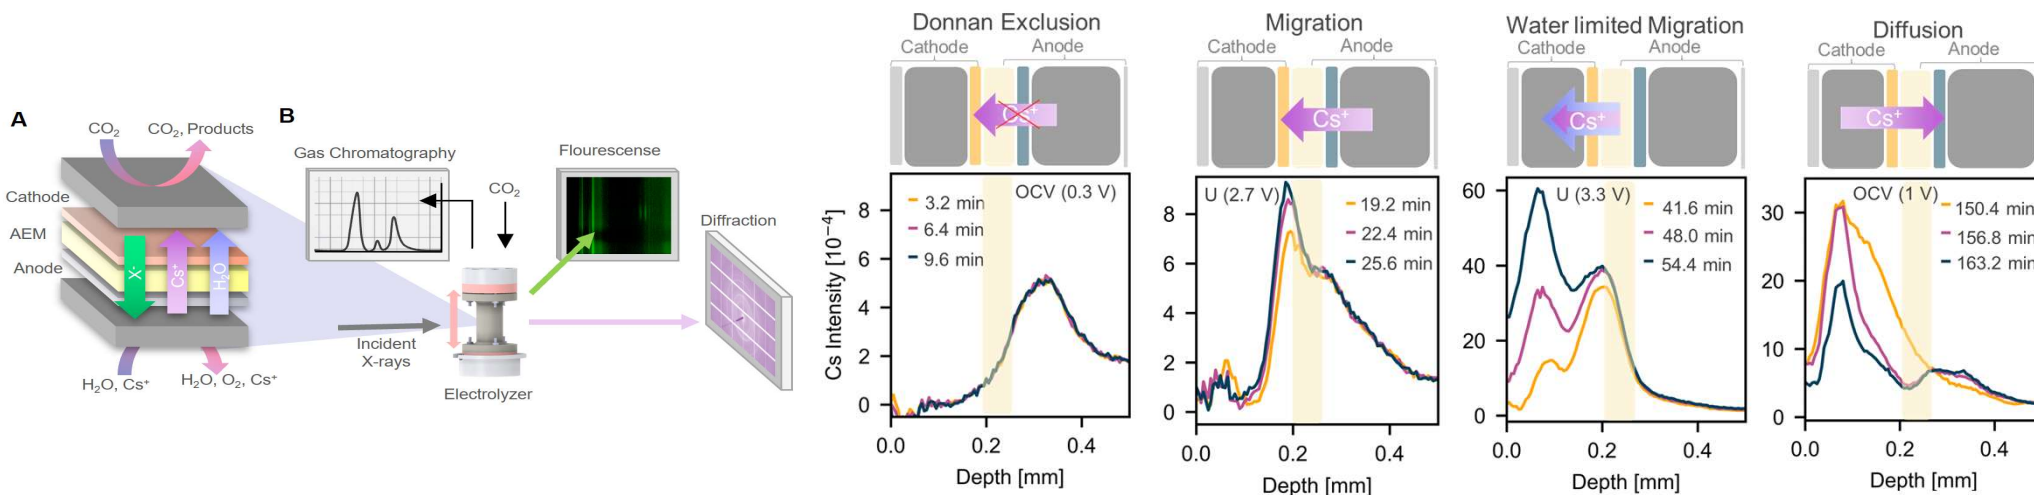 A
CO₂
CO₂, Products
Cathode
AEM
Anode
X⁻
Cs⁺
H₂O
H₂O, Cs⁺
H₂O, O₂, Cs⁺
B
Gas Chromatography
CO₂
Flourescense
Diffraction
Incident
X-rays
Electrolyzer
Donnan Exclusion
Cathode
Anode
Cs⁺
OCV (0.3 V)
3.2 min
6.4 min
9.6 min
Cs Intensity [10⁻⁴]
8
6
4
2
0
0.0 0.2 0.4
Depth [mm]
Migration
Cathode
Anode
Cs⁺
U (2.7 V)
19.2 min
22.4 min
25.6 min
8
6
4
2
0
0.0 0.2 0.4
Depth [mm]
Water limited Migration
Cathode
Anode
Cs⁺
U (3.3 V)
41.6 min
48.0 min
54.4 min
60
40
20
0
0.0 0.2 0.4
Depth [mm]
Diffusion
Cathode
Anode
Cs⁺
OCV (1 V)
150.4 min
156.8 min
163.2 min
30
20
10
0
0.0 0.2 0.4
Depth [mm]